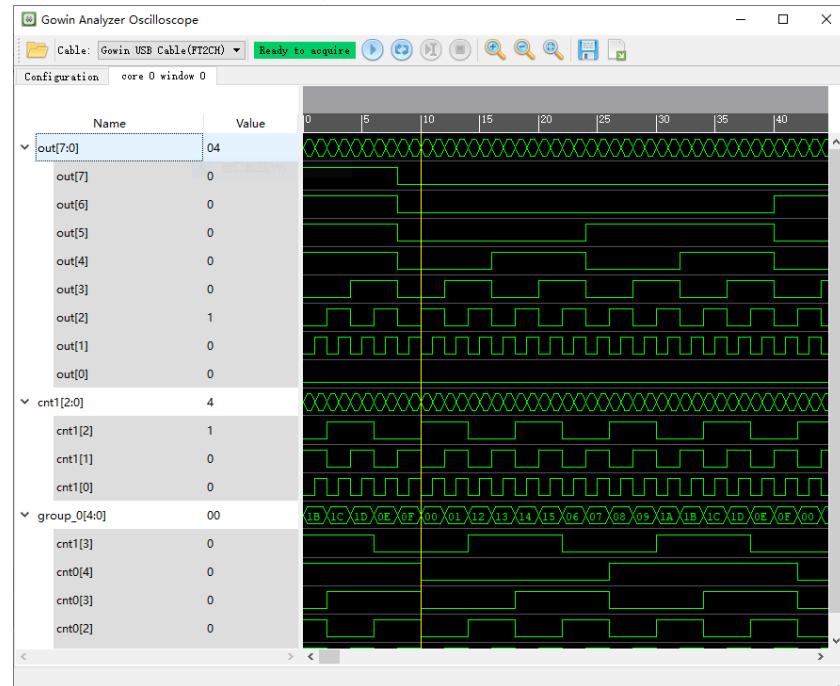 Gowin Analyzer Oscilloscope
Cable: Gowin USB Cable(FT2CH) Ready to acquire
Configuration core 0 window 0
Name Value 0 5 10 15 20 25 30 35 40
out[7:0] 04
out[7] 0
out[6] 0
out[5] 0
out[4] 0
out[3] 0
out[2] 1
out[1] 0
out[0] 0
cnt1[2:0] 4
cnt1[2] 1
cnt1[1] 0
cnt1[0] 0
group_0[4:0] 00 1B 1C 1D 0E 0F 00 01 12 13 14 15 06 07 08 09 1A 1B 1C 1D 0E 0F 00
cnt1[3] 0
cnt0[4] 0
cnt0[3] 0
cnt0[2] 0